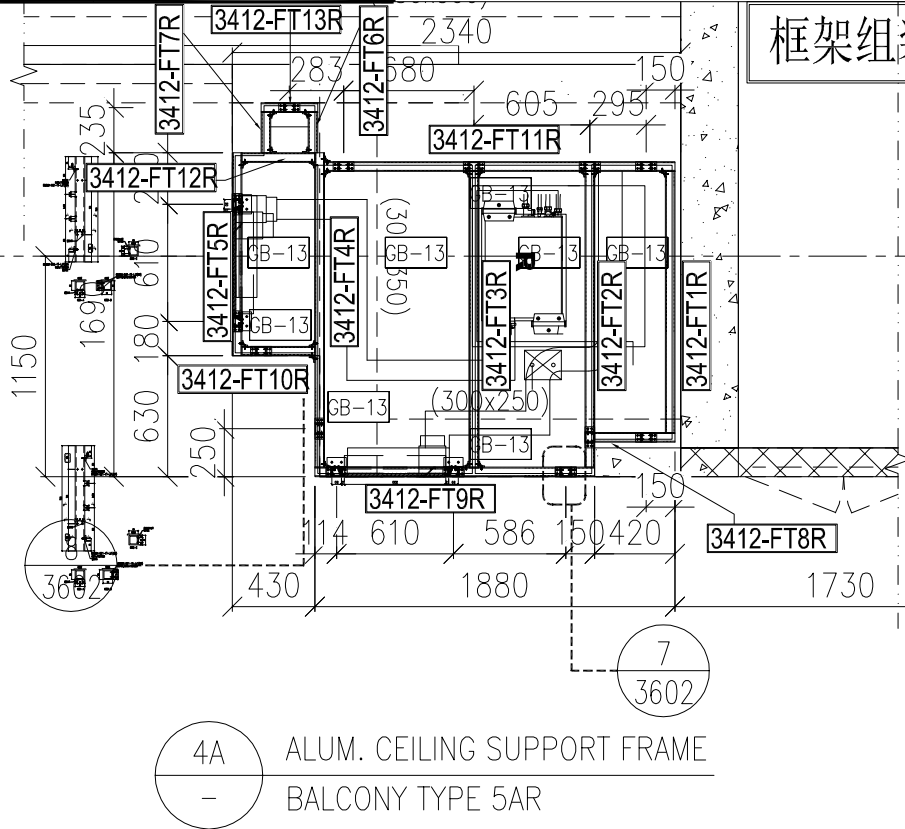 3412-FT13R
2340
框架组
3412-FT7R
3412-FT6R
283
680
150
605
295
235
3412-FT11R
3412-FT12R
GB-13
3412-FT5R
GB-13
3412-FT4R
GB-13
GB-13
GB-13
610
3412-FT3R
3412-FT2R
3412-FT1R
169
180
GB-13
1150
3412-FT10R
630
250
GB-13
(300x250)
GB-13
3412-FT9R
150
114
610
586
150
420
3412-FT8R
3602
430
1880
1730
7
3602
4A
ALUM. CEILING SUPPORT FRAME
-
BALCONY TYPE 5AR